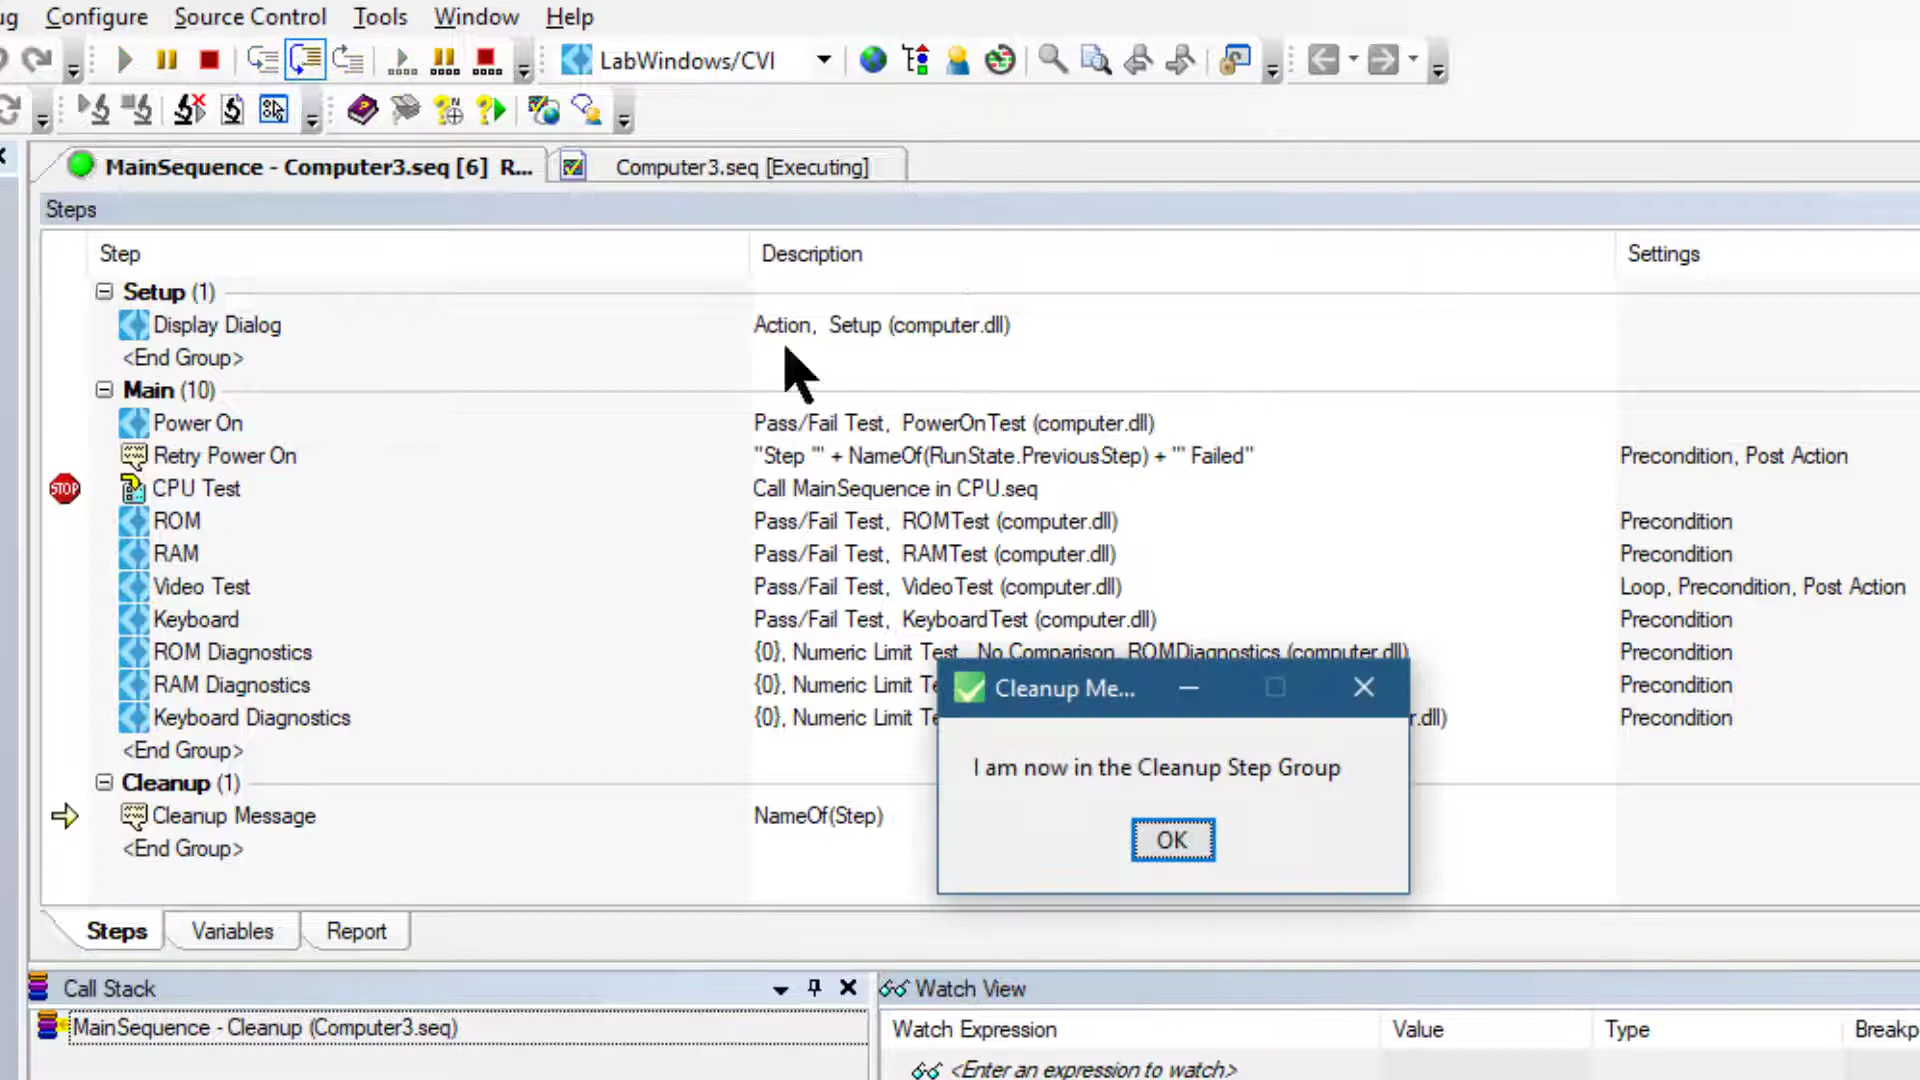 Configure Source Control Tools Window Help
LabWindows/CVI
MainSequence - Computer3.seq [6] R... Computer3.seq [Executing]
Steps
Step Description Settings
Setup (1)
Display Dialog Action, Setup (computer.dll)
<End Group>
Main (10)
Power On Pass/Fail Test, PowerOnTest (computer.dll)
Retry Power On "Step '" + NameOf(RunState.PreviousStep) + "' Failed" Precondition, Post Action
STOP CPU Test Call MainSequence in CPU.seq
ROM Pass/Fail Test, ROMTest (computer.dll) Precondition
RAM Pass/Fail Test, RAMTest (computer.dll) Precondition
Video Test Pass/Fail Test, VideoTest (computer.dll) Loop, Precondition, Post Action
Keyboard Pass/Fail Test, KeyboardTest (computer.dll) Precondition
ROM Diagnostics {0}, Numeric Limit Test, No Comparison, ROMDiagnostics (computer.dll) Precondition
RAM Diagnostics {0}, Numeric Limit Precondition
Keyboard Diagnostics {0}, Numeric Limit r.dll) Precondition
<End Group>
Cleanup (1)
Cleanup Message NameOf(Step)
<End Group>
Cleanup Me...
I am now in the Cleanup Step Group
OK
Steps Variables Report
Call Stack
MainSequence - Cleanup (Computer3.seq)
Watch View
Watch Expression Value Type
<Enter an expression to watch>